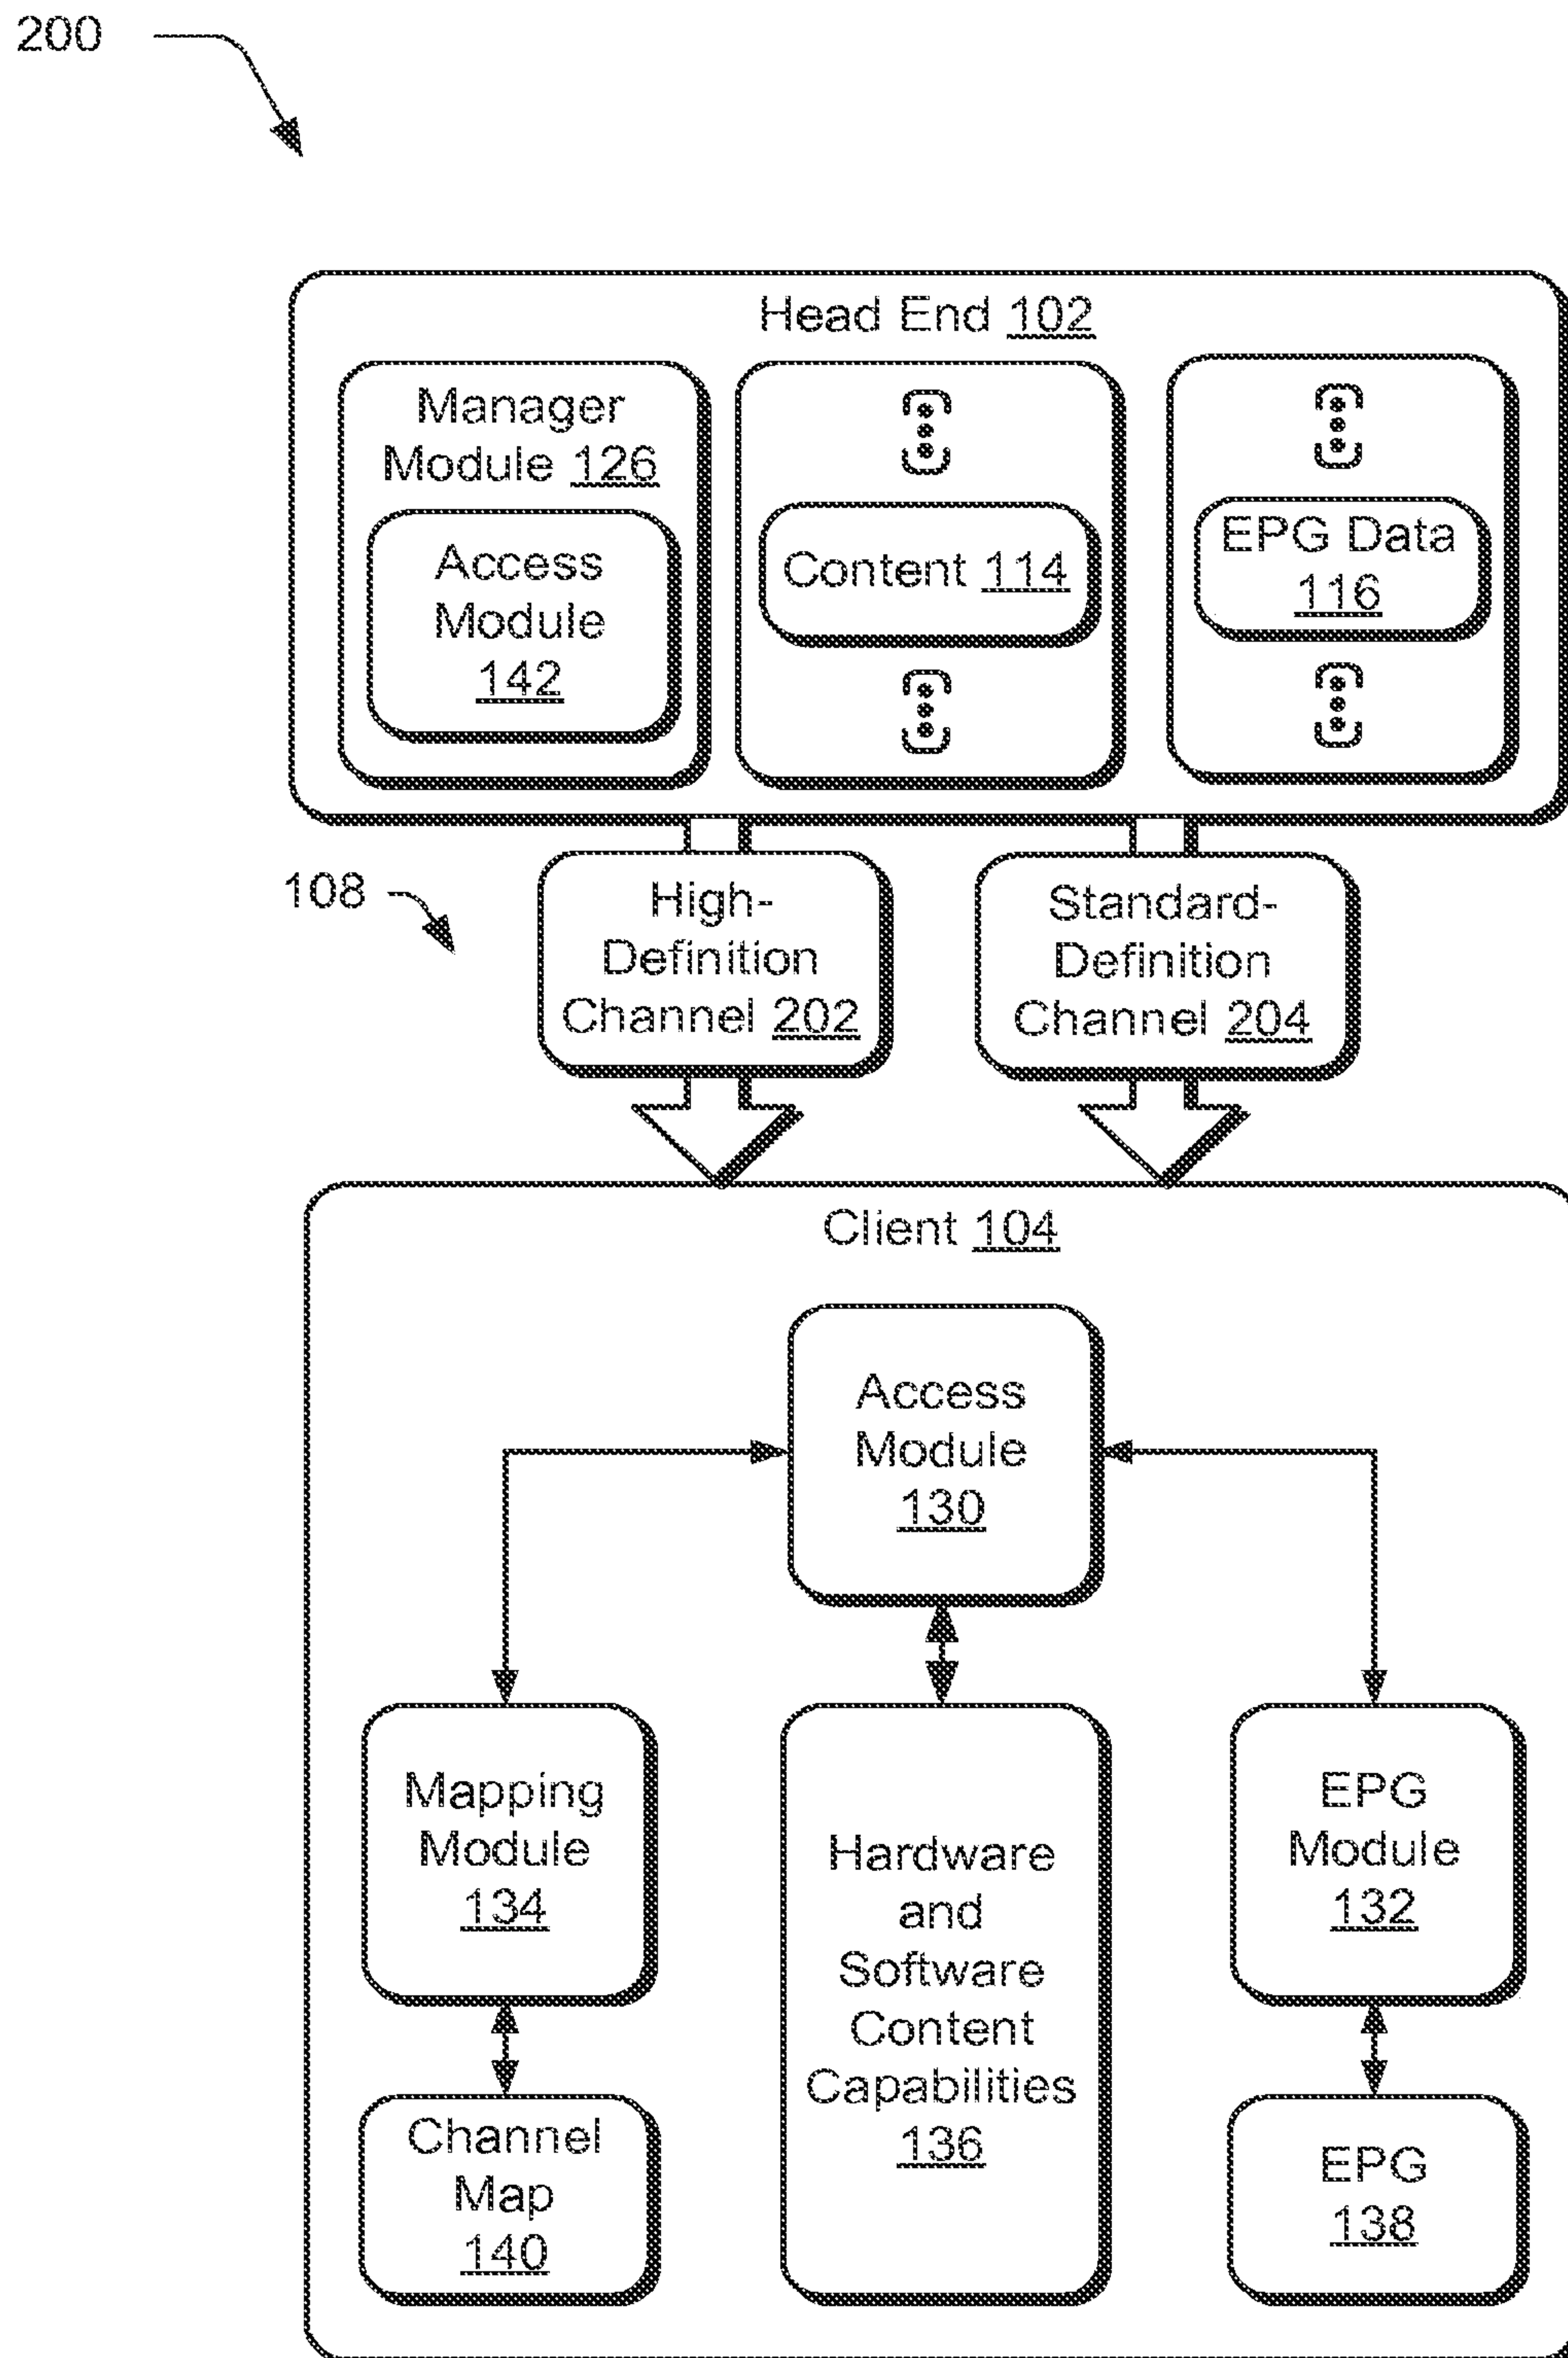 200
Head End 102
Manager
Module 126
Access
Module
142
Content 114
EPG Data
116
108
High-
Definition
Channel 202
Standard-
Definition
Channel 204
Client 104
Access
Module
130
Mapping
Module
134
Hardware
and
Software
Content
Capabilities
136
EPG
Module
132
Channel
Map
140
EPG
138